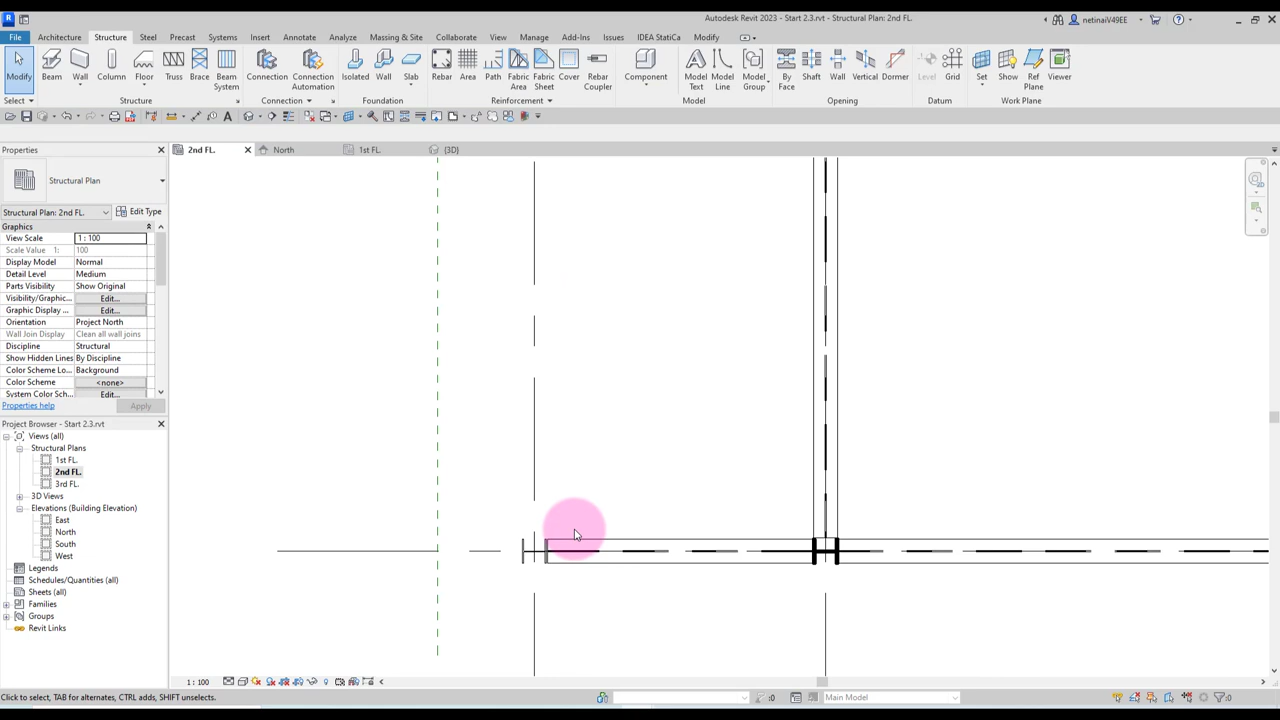 Autodesk Revit 2023 - Start 2.3.rvt - Structural Plan: 2nd FL.
netinaiV49EE
File Architecture Structure Steel Precast Systems Insert Annotate Analyze Massing & Site Collaborate View Manage Add-Ins Issues IDEA StatiCa Modify
Modify Beam Wall Column Floor Truss Brace Beam System Connection Connection Automation Isolated Wall Slab Rebar Area Path Fabric Area Fabric Sheet Cover Rebar Coupler Component Model Text Model Line Model Group By Face Shaft Wall Vertical Dormer Level Grid Set Show Ref Plane Viewer
Select Structure Connection Foundation Reinforcement Model Opening Datum Work Plane
Properties
2nd FL. North 1st FL. {3D}
Structural Plan
Structural Plan: 2nd FL. Edit Type
Graphics
View Scale 1 : 100
Scale Value 1: 100
Display Model Normal
Detail Level Medium
Parts Visibility Show Original
Visibility/Graphic... Edit...
Graphic Display ... Edit...
Orientation Project North
Wall Join Display Clean all wall joins
Discipline Structural
Show Hidden Lines By Discipline
Color Scheme Lo... Background
Color Scheme <none>
System Color Sch... Edit...
Properties help Apply
Project Browser - Start 2.3.rvt
Views (all)
Structural Plans
1st FL.
2nd FL.
3rd FL.
3D Views
Elevations (Building Elevation)
East
North
South
West
Legends
Schedules/Quantities (all)
Sheets (all)
Families
Groups
Revit Links
1 : 100
Click to select, TAB for alternates, CTRL adds, SHIFT unselects. :0 Main Model :0